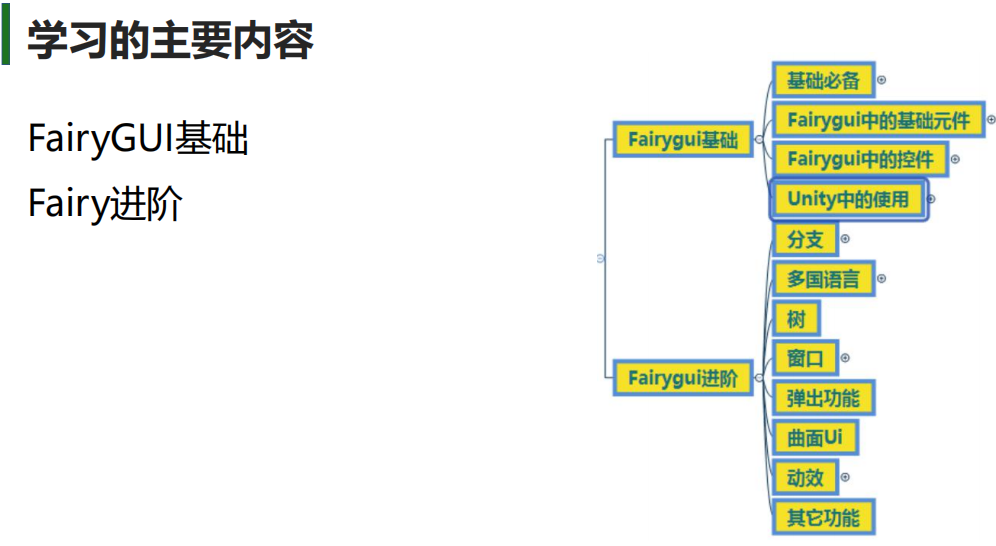 学习的主要内容
FairyGUI基础
Fairy进阶
Fairygui基础
基础必备
Fairygui中的基础元件
Fairygui中的控件
Unity中的使用
Fairygui进阶
分支
多国语言
树
窗口
弹出功能
曲面Ui
动效
其它功能